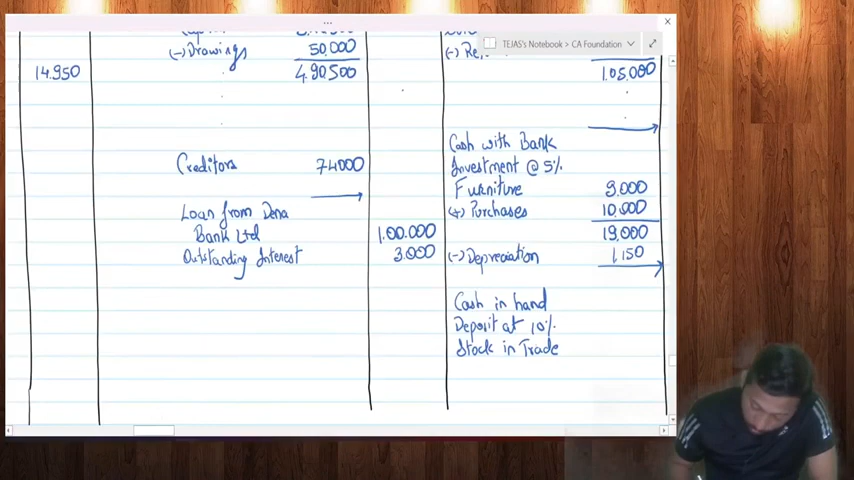 ...
TEJAS's Notebook > CA Foundation
14.950
(-) Drawings 50,000
4.90.500
Creditors 74000
Loan from Dena
Bank Ltd 1.00.000
Outstanding Interest 3.000
(-)
1.05.000
Cash with Bank
Investment @ 5%
Furniture 9,000
(+) Purchases 10,000
19,000
(-) Depreciation 1,150
Cash in hand
Deposit at 10%
Stock in Trade